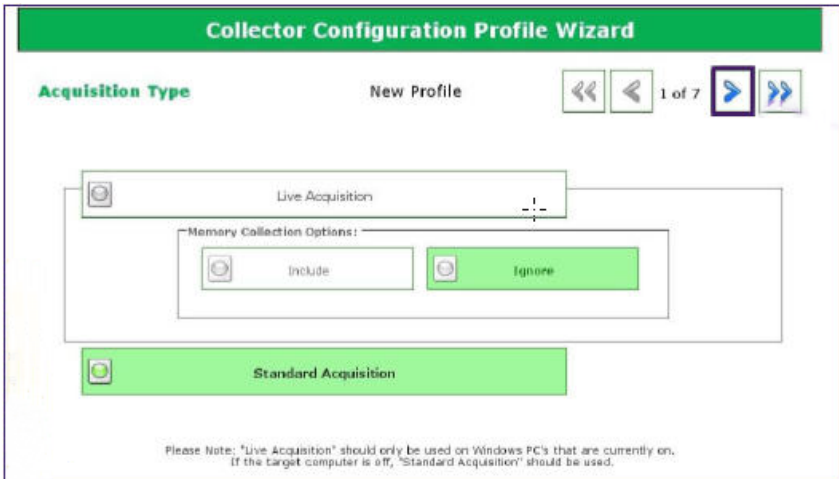 Collector Configuration Profile Wizard
Acquisition Type
New Profile
1 of 7
Live Acquisition
Memory Collection Options:
Include
Ignore
Standard Acquisition
Please Note: "Live Acquisition" should only be used on Windows PC's that are currently on.
If the target computer is off, "Standard Acquisition" should be used.